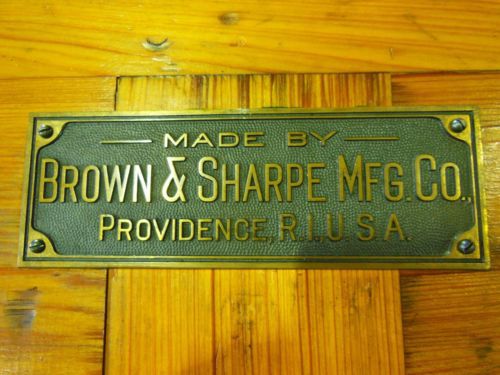 MADE BY
BROWN & SHARPE MFG. CO.,
PROVIDENCE, R.I., U.S.A.